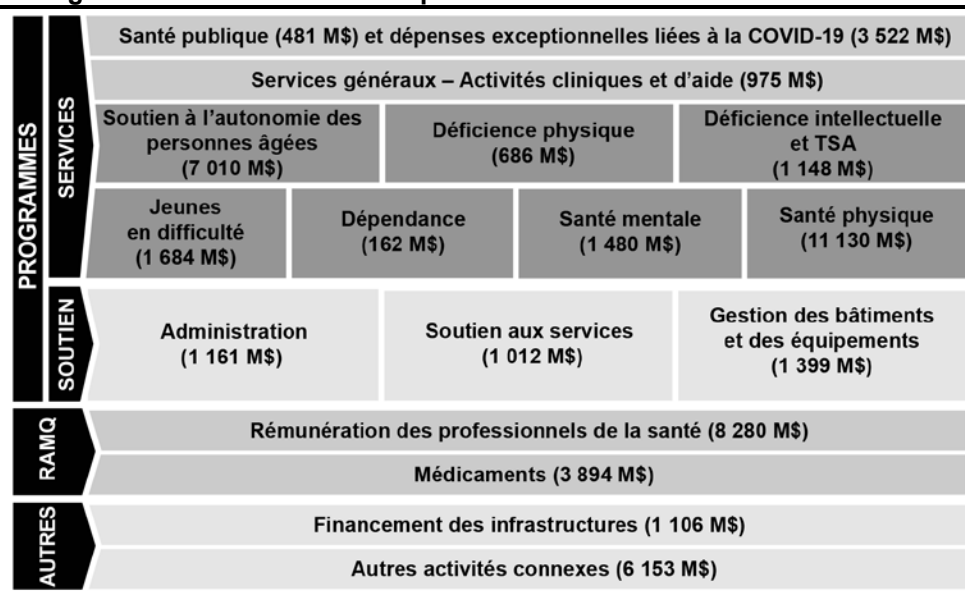 PROGRAMMES
SERVICES
Santé publique (481 M$) et dépenses exceptionnelles liées à la COVID-19 (3 522 M$)
Services généraux – Activités cliniques et d'aide (975 M$)
Soutien à l'autonomie des
personnes âgées
(7 010 M$)
Déficience physique
(686 M$)
Déficience intellectuelle
et TSA
(1 148 M$)
Jeunes
en difficulté
(1 684 M$)
Dépendance
(162 M$)
Santé mentale
(1 480 M$)
Santé physique
(11 130 M$)
SOUTIEN
Administration
(1 161 M$)
Soutien aux services
(1 012 M$)
Gestion des bâtiments
et des équipements
(1 399 M$)
RAMQ
Rémunération des professionnels de la santé (8 280 M$)
Médicaments (3 894 M$)
AUTRES
Financement des infrastructures (1 106 M$)
Autres activités connexes (6 153 M$)